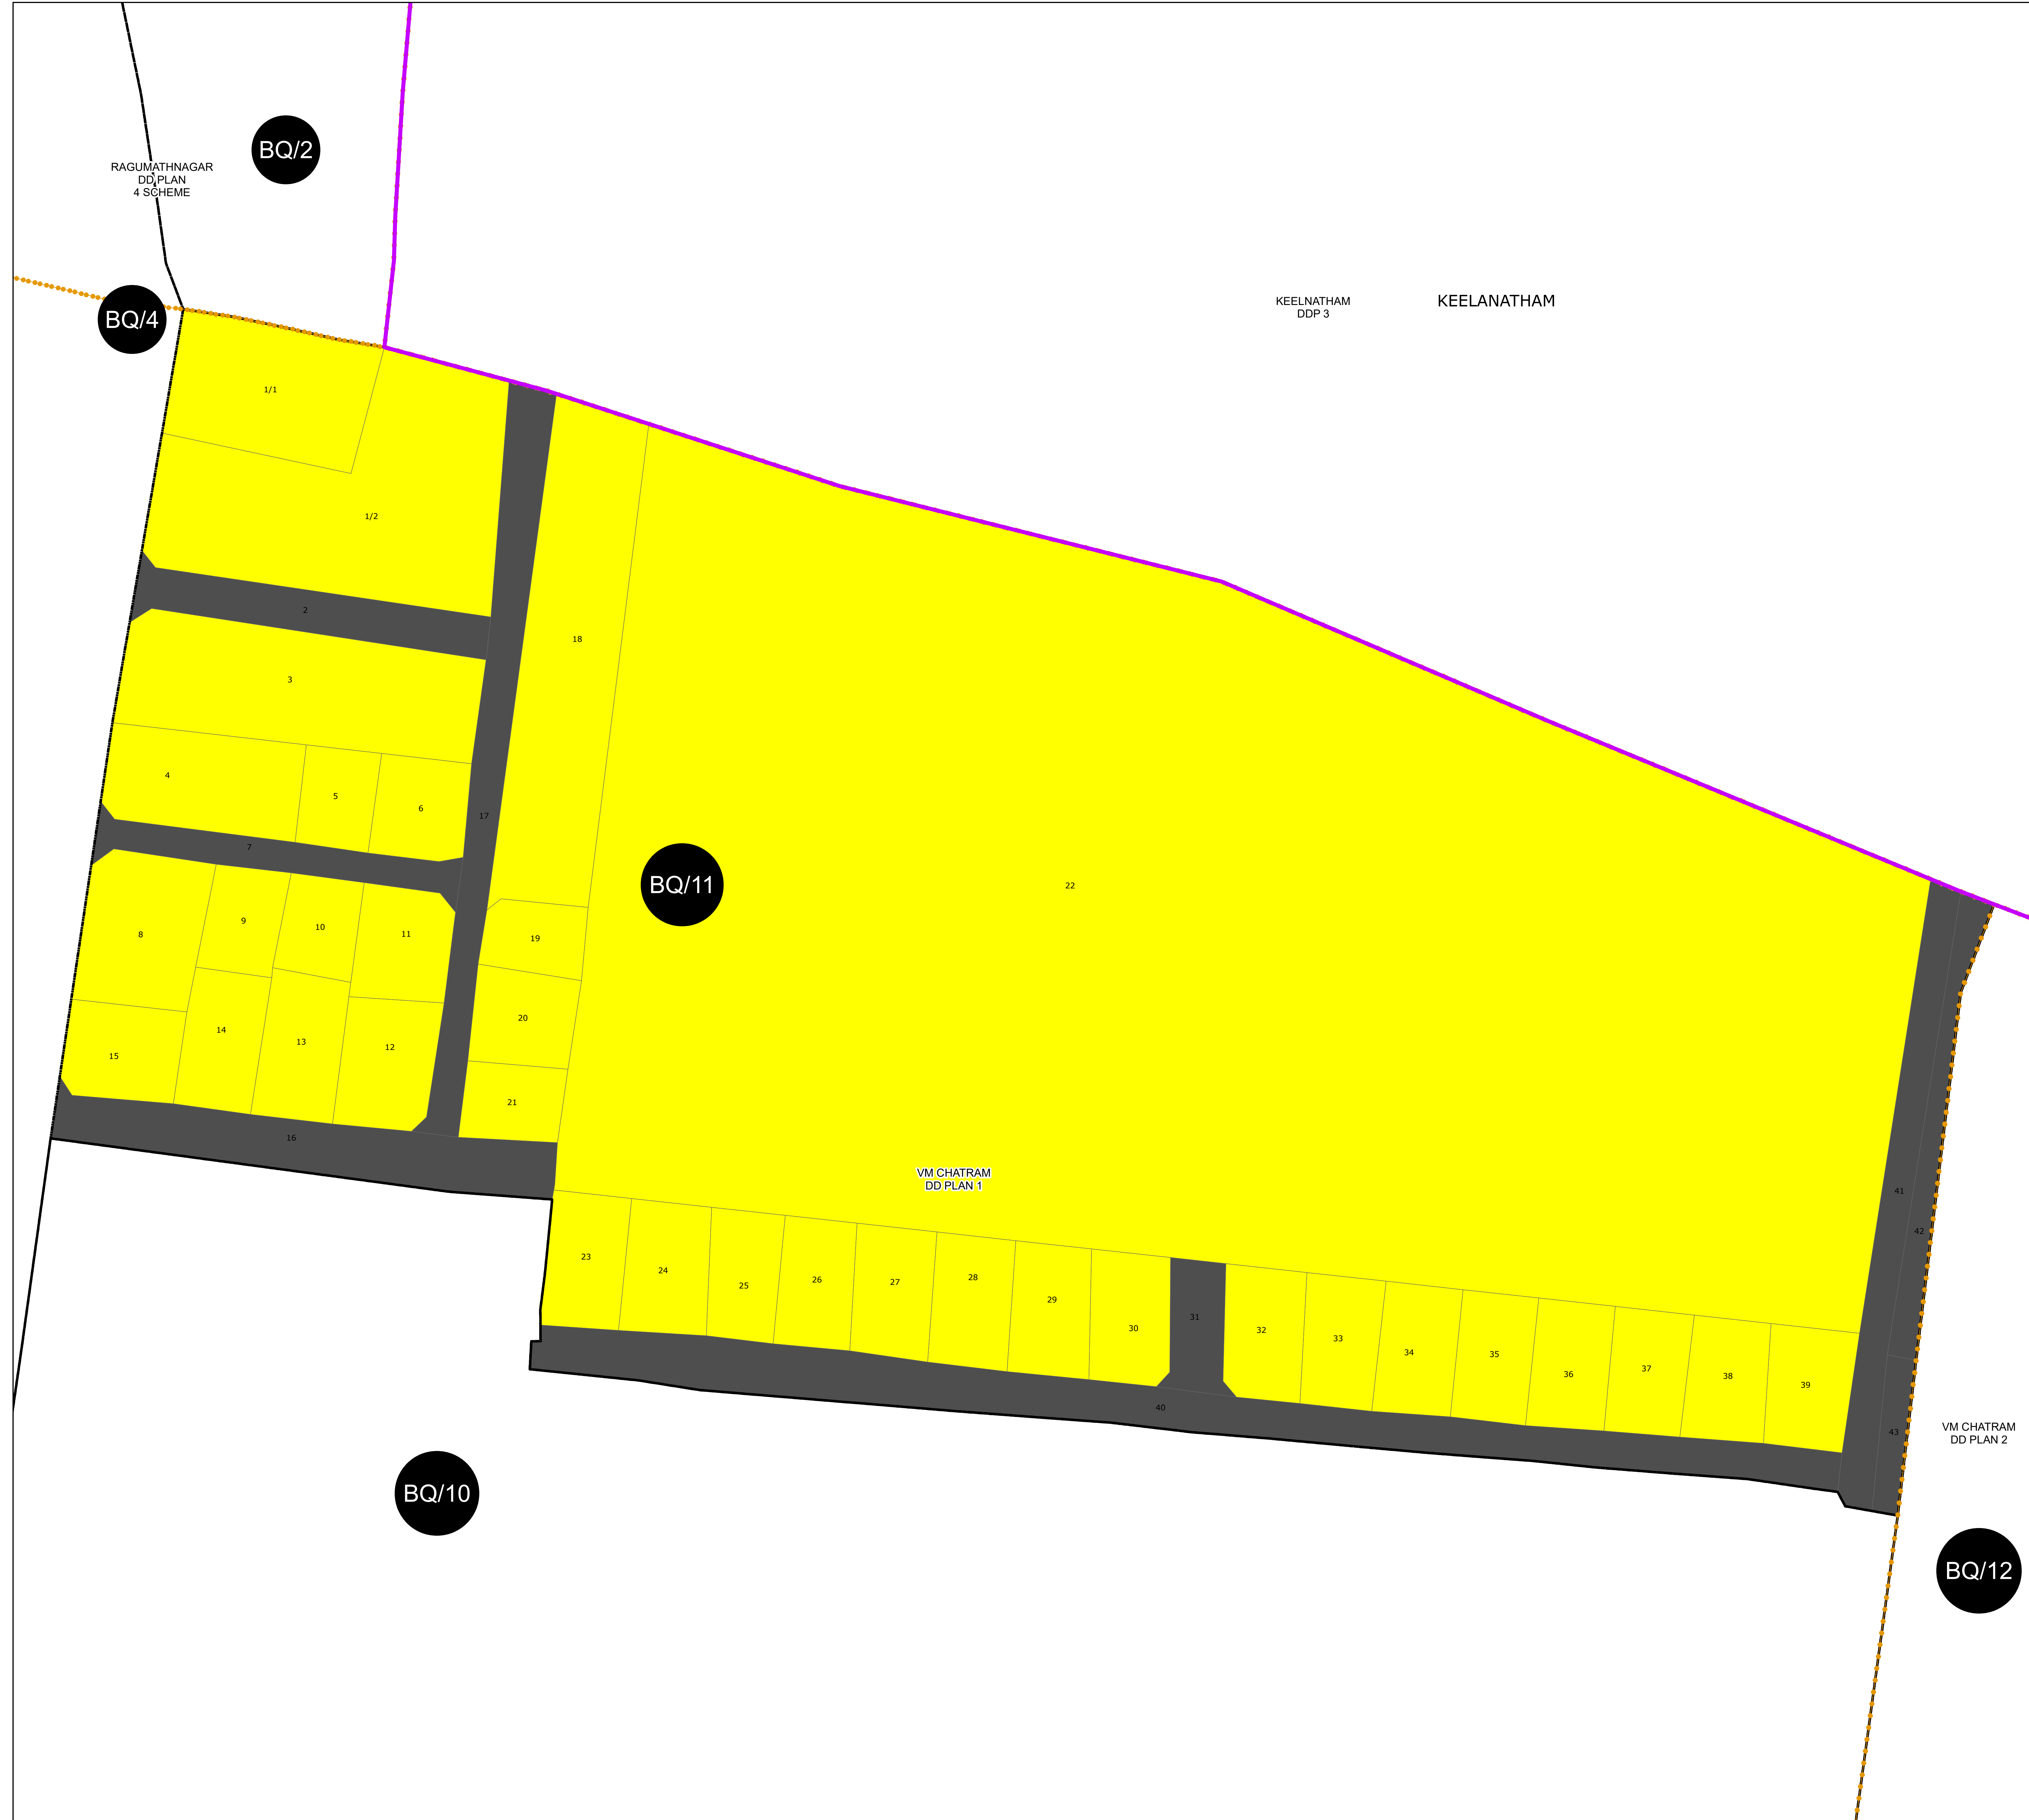 BQ/2
RAGUMATHNAGAR
DD PLAN
4 SCHEME
KEELNATHAM
DDP 3
KEELANATHAM
BQ/4
1/1
1/2
2
18
3
4
5
6
17
7
BQ/11
22
8
9
10
11
19
20
14
13
12
15
21
16
VM CHATRAM
DD PLAN 1
41
42
23
24
25
26
27
28
29
30
31
32
33
34
35
36
37
38
39
40
43
VM CHATRAM
DD PLAN 2
BQ/10
BQ/12